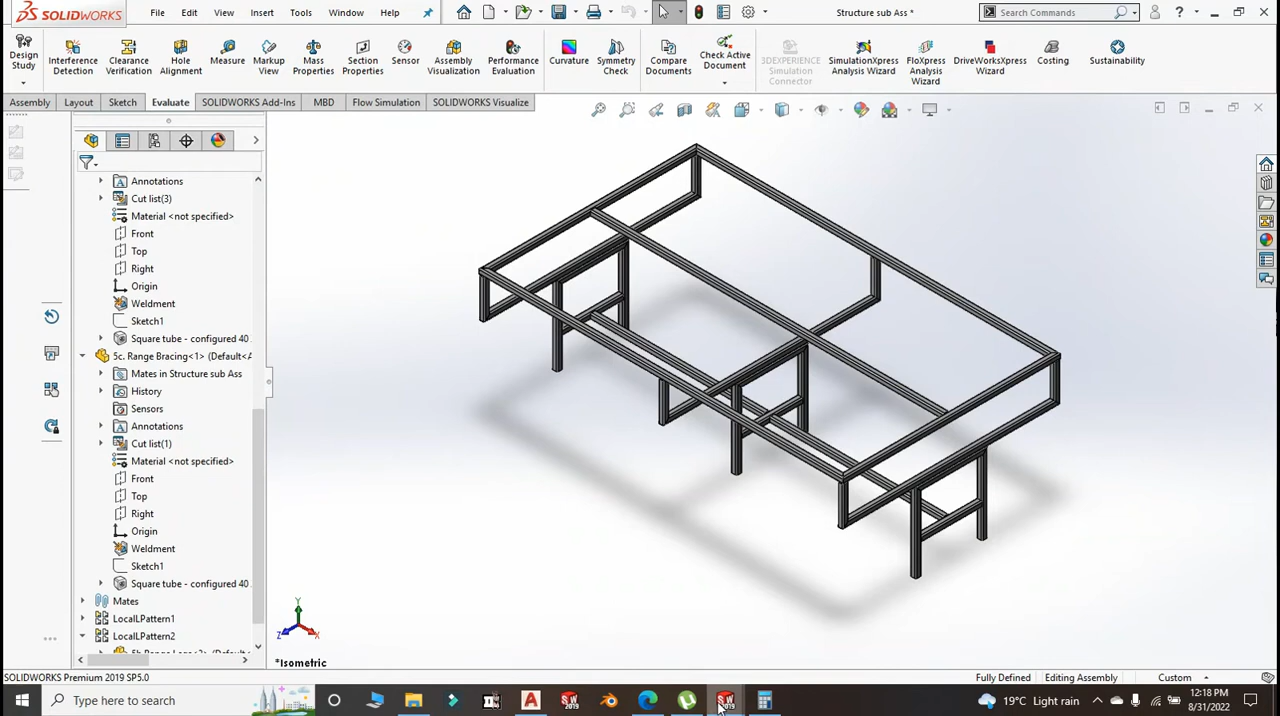 SOLIDWORKS File Edit View Insert Tools Window Help Structure sub Ass * Search Commands ?
Design Study
Interference Detection
Clearance Verification
Hole Alignment
Measure
Markup View
Mass Properties
Section Properties
Sensor
Assembly Visualization
Performance Evaluation
Curvature
Symmetry Check
Compare Documents
Check Active Document
3DEXPERIENCE Simulation Connector
SimulationXpress Analysis Wizard
FloXpress Analysis Wizard
DriveWorksXpress Wizard
Costing
Sustainability
Assembly Layout Sketch Evaluate SOLIDWORKS Add-Ins MBD Flow Simulation SOLIDWORKS Visualize
Annotations
Cut list(3)
Material <not specified>
Front
Top
Right
Origin
Weldment
Sketch1
Square tube - configured 40
5c. Range Bracing<1> (Default<A
Mates in Structure sub Ass
History
Sensors
Annotations
Cut list(1)
Material <not specified>
Front
Top
Right
Origin
Weldment
Sketch1
Square tube - configured 40
Mates
LocalLPattern1
LocalLPattern2
Y
Z X
*Isometric
SOLIDWORKS Premium 2019 SP5.0 Fully Defined Editing Assembly Custom
Type here to search
19°C Light rain
12:18 PM
8/31/2022